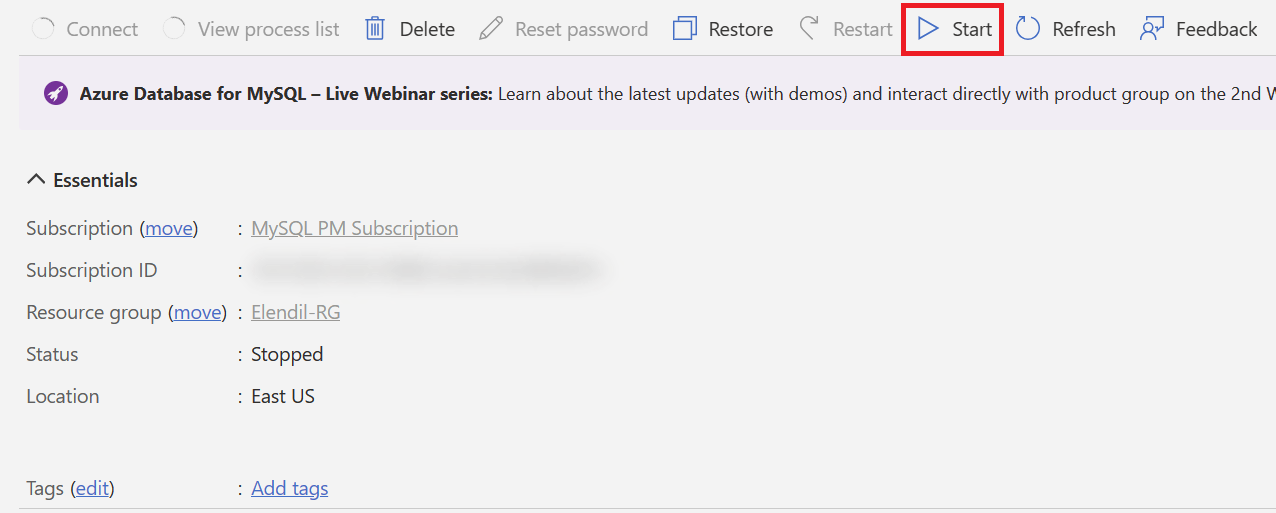 Connect View process list Delete Reset password Restore Restart Start Refresh Feedback
Azure Database for MySQL – Live Webinar series: Learn about the latest updates (with demos) and interact directly with product group on the 2nd
Essentials
Subscription (move) : MySQL PM Subscription
Subscription ID :
Resource group (move) : Elendil-RG
Status : Stopped
Location : East US
Tags (edit) : Add tags